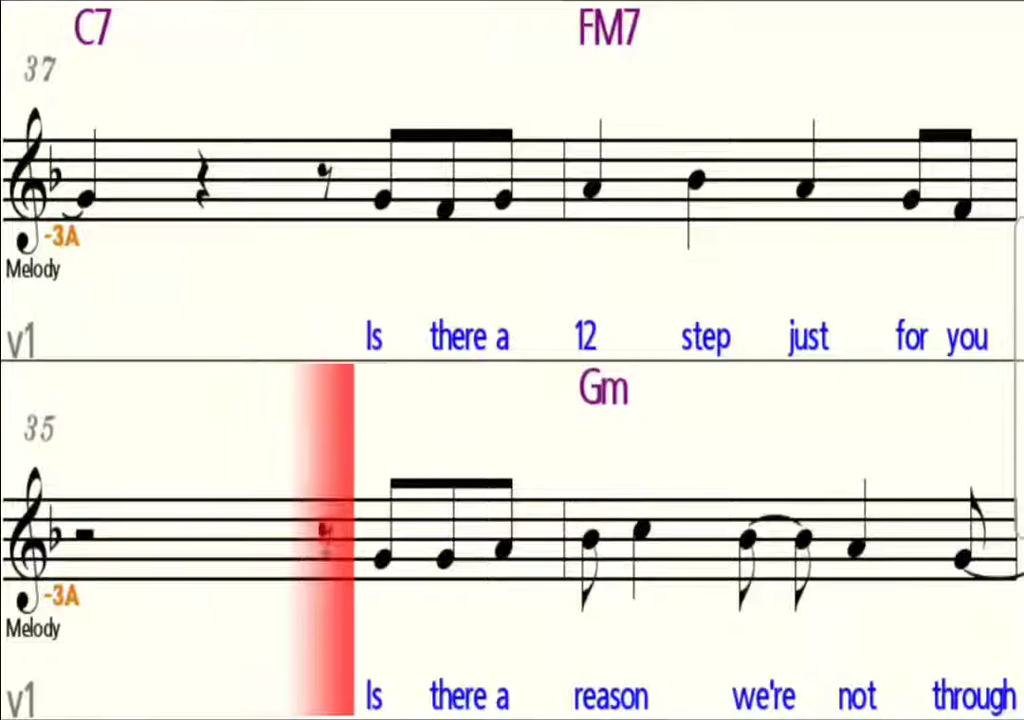 C7 FM7
37
-3A
Melody
v1 Is there a 12 step just for you
Gm
35
-3A
Melody
v1 Is there a reason we're not through